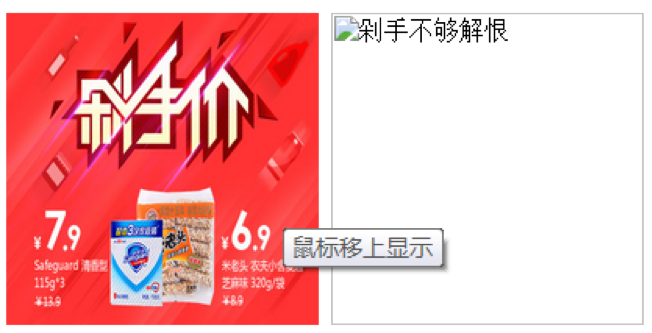 剁手价
¥7.9
Safeguard 清香型
115g*3
¥13.9
¥6.9
米老头 农夫小
芝麻味 320g/袋
¥8.9
鼠标移上显示
剁手不够解恨